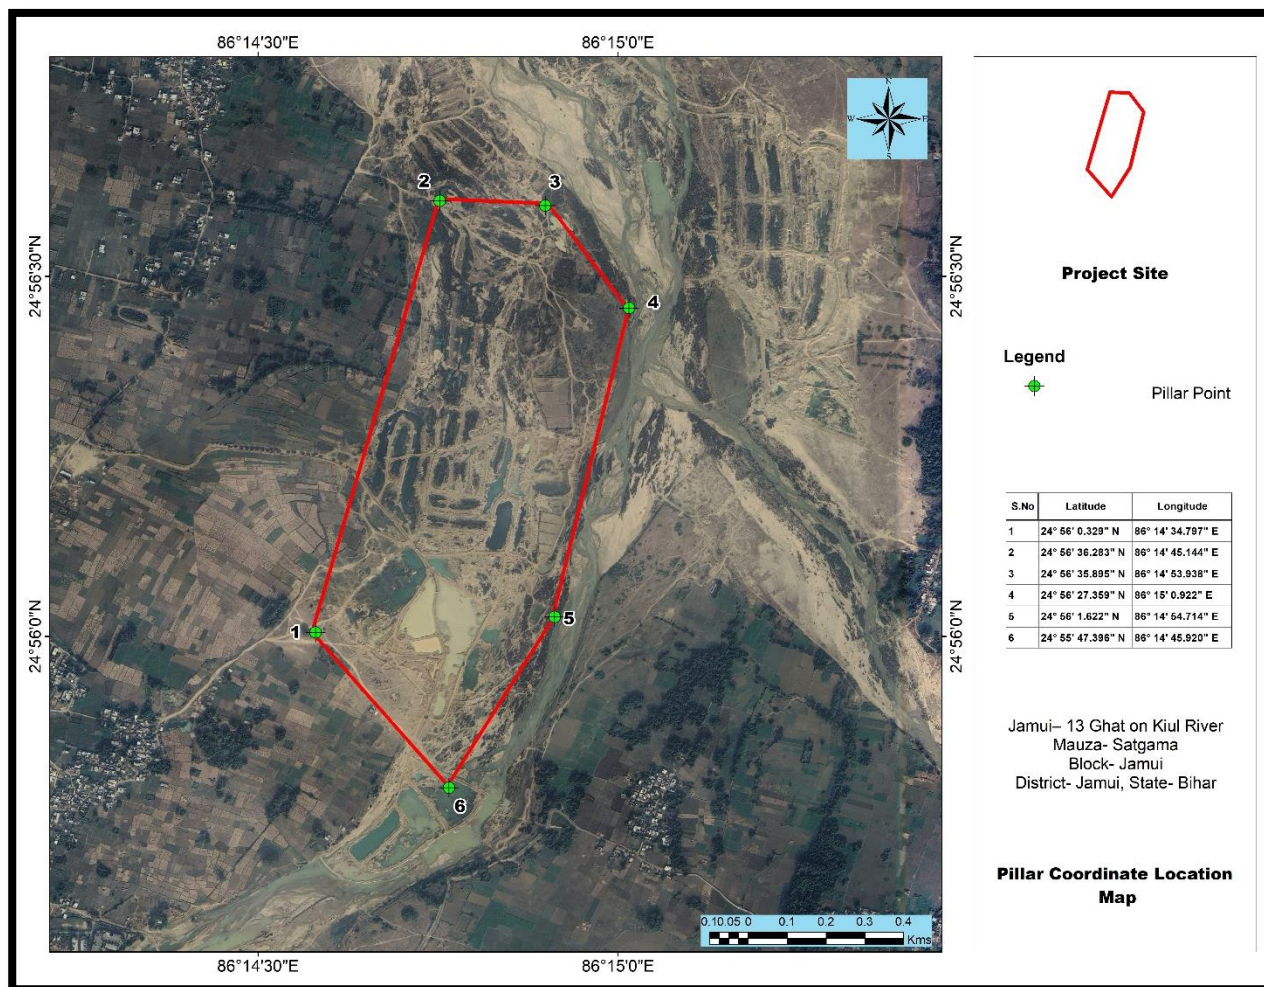 86°14'30"E 86°15'0"E
N
W E
S
2 3
24°56'30"N 24°56'30"N
4
1 5
24°56'0"N 24°56'0"N
6
0.10.05 0 0.1 0.2 0.3 0.4
Kms
86°14'30"E 86°15'0"E
Project Site
Legend
Pillar Point
S.No Latitude Longitude
1 24° 56' 0.329" N 86° 14' 34.797" E
2 24° 56' 36.283" N 86° 14' 45.144" E
3 24° 56' 35.895" N 86° 14' 53.938" E
4 24° 56' 27.359" N 86° 15' 0.922" E
5 24° 56' 1.622" N 86° 14' 54.714" E
6 24° 55' 47.396" N 86° 14' 45.920" E
Jamui– 13 Ghat on Kiul River
Mauza- Satgama
Block- Jamui
District- Jamui, State- Bihar
Pillar Coordinate Location
Map